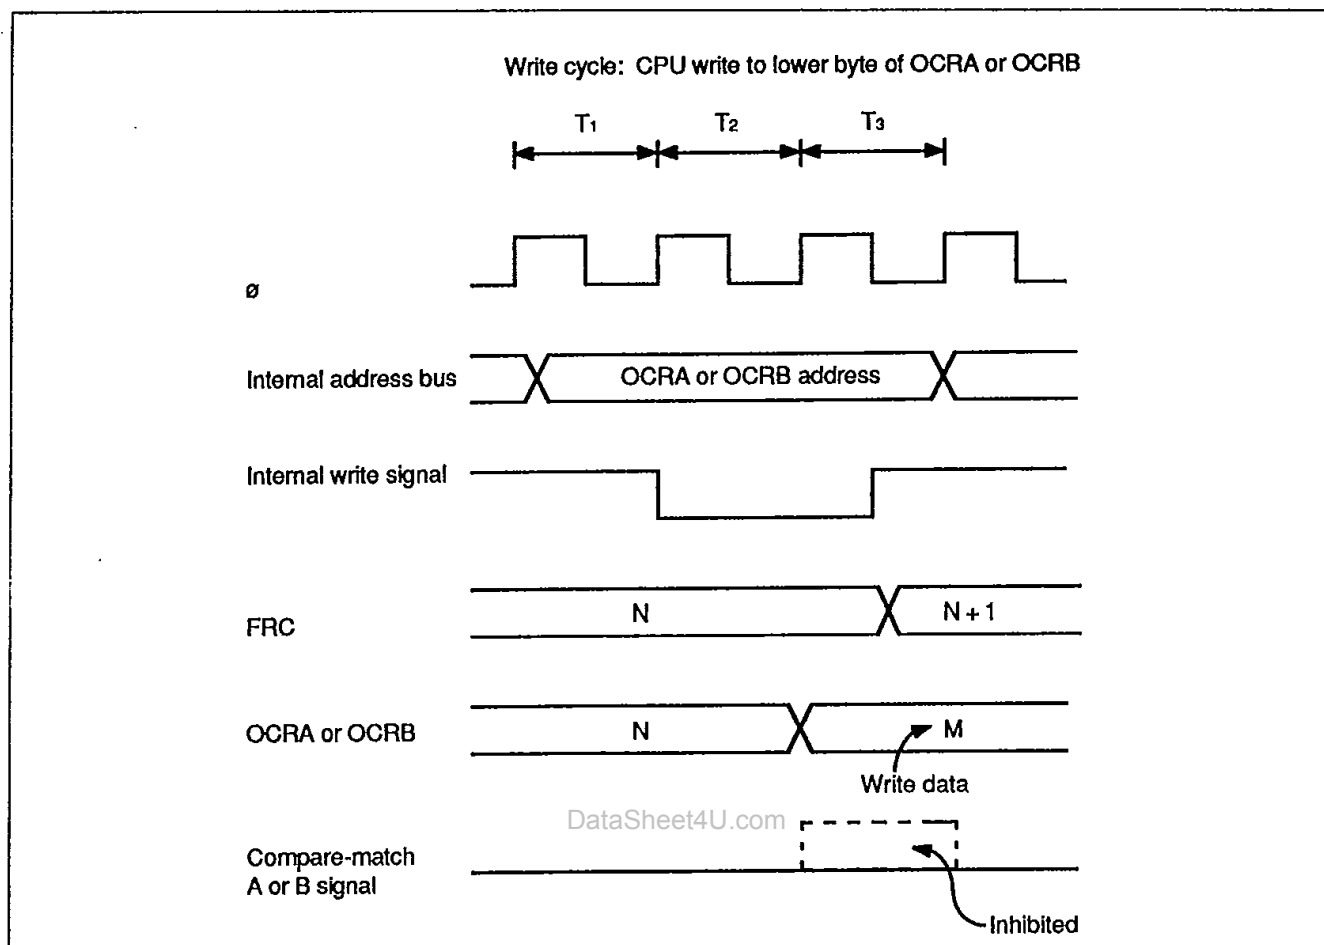 Write cycle: CPU write to lower byte of OCRA or OCRB
T1 T2 T3
ø
Internal address bus
OCRA or OCRB address
Internal write signal
FRC
N
N + 1
OCRA or OCRB
N
M
Write data
DataSheet4U.com
Compare-match
A or B signal
Inhibited